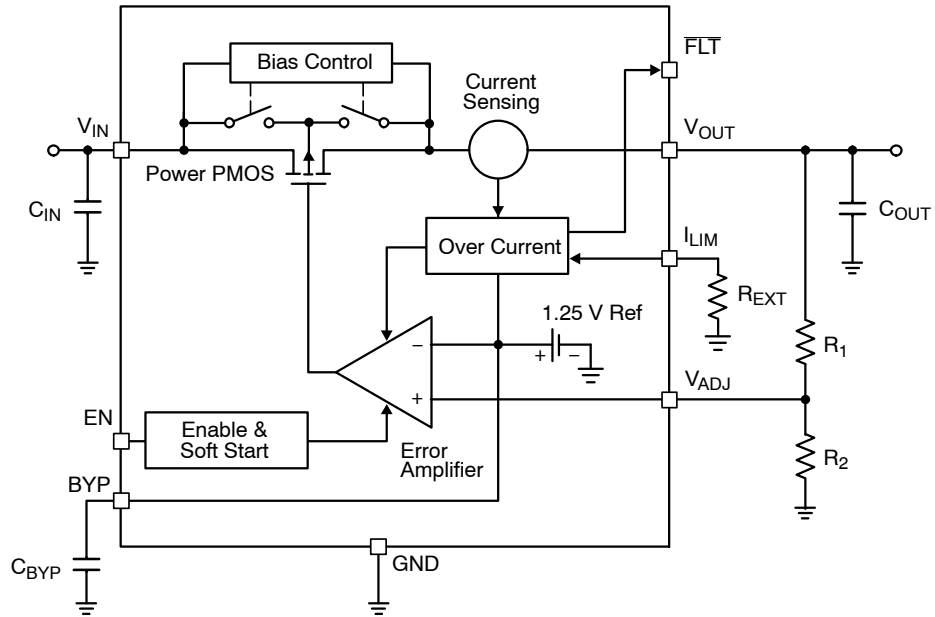 Bias Control
Current
Sensing
FLT
VIN
VOUT
Power PMOS
CIN
COUT
Over Current
ILIM
REXT
1.25 V Ref
+
−
−
R1
VADJ
+
EN
Enable &
Soft Start
Error
Amplifier
R2
BYP
CBYP
GND